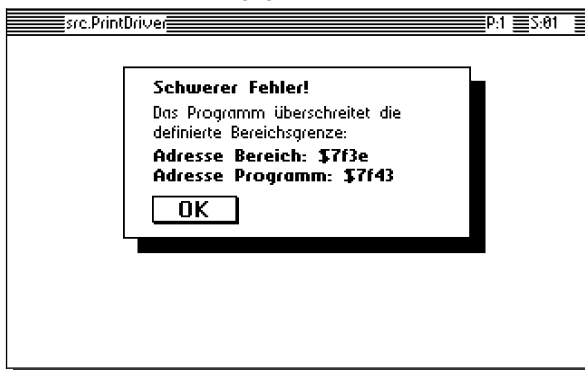 src.PrintDriver P:1 S:01
Schwerer Fehler!
Das Programm überschreitet die
definierte Bereichsgrenze:
Adresse Bereich: $7f3e
Adresse Programm: $7f43
OK